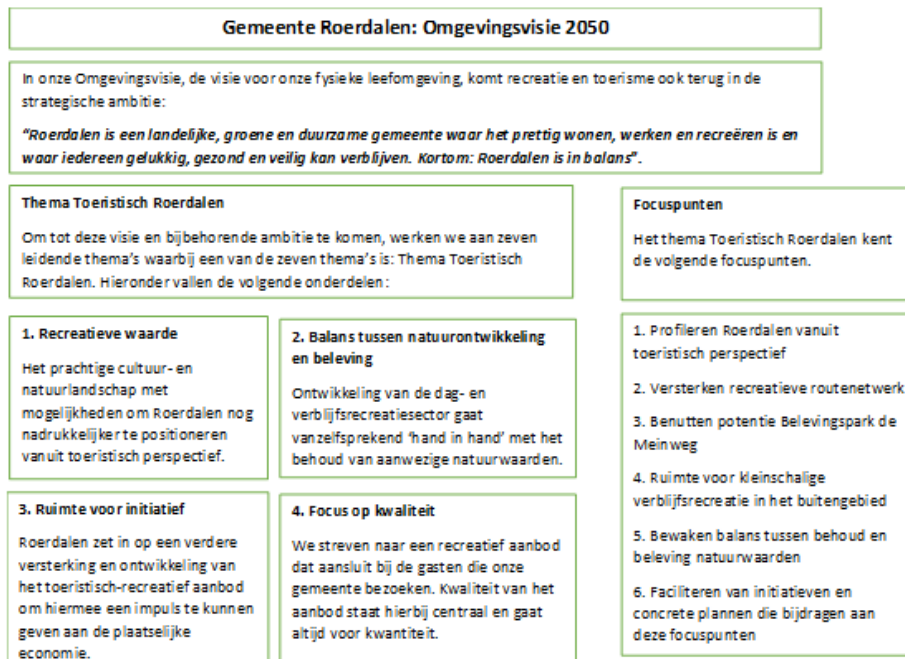 Gemeente Roerdalen: Omgevingsvisie 2050
In onze Omgevingsvisie, de visie voor onze fysieke leefomgeving, komt recreatie en toerisme ook terug in de
strategische ambitie:
"Roerdalen is een landelijke, groene en duurzame gemeente waar het prettig wonen, werken en recreëren is en
waar iedereen gelukkig, gezond en veilig kan verblijven. Kortom: Roerdalen is in balans".
Thema Toeristisch Roerdalen
Om tot deze visie en bijbehorende ambitie te komen, werken we aan zeven
leidende thema's waarbij een van de zeven thema's is: Thema Toeristisch
Roerdalen. Hieronder vallen de volgende onderdelen:
Focuspunten
Het thema Toeristisch Roerdalen kent
de volgende focuspunten.
1. Recreatieve waarde
Het prachtige cultuur- en
natuurlandschap met
mogelijkheden om Roerdalen nog
nadrukkelijker te positioneren
vanuit toeristisch perspectief.
2. Balans tussen natuurontwikkeling
en beleving
Ontwikkeling van de dag- en
verblijfsrecreatiesector gaat
vanzelfsprekend 'hand in hand' met het
behoud van aanwezige natuurwaarden.
3. Ruimte voor initiatief
Roerdalen zet in op een verdere
versterking en ontwikkeling van
het toeristisch-recreatief aanbod
om hiermee een impuls te kunnen
geven aan de plaatselijke
economie.
4. Focus op kwaliteit
We streven naar een recreatief aanbod
dat aansluit bij de gasten die onze
gemeente bezoeken. Kwaliteit van het
aanbod staat hierbij centraal en gaat
altijd voor kwantiteit.
1. Profileren Roerdalen vanuit
toeristisch perspectief
2. Versterken recreatieve routenetwerk
3. Benutten potentie Belevingspark de
Meinweg
4. Ruimte voor kleinschalige
verblijfsrecreatie in het buitengebied
5. Bewaken balans tussen behoud en
beleving natuurwaarden
6. Faciliteren van initiatieven en
concrete plannen die bijdragen aan
deze focuspunten